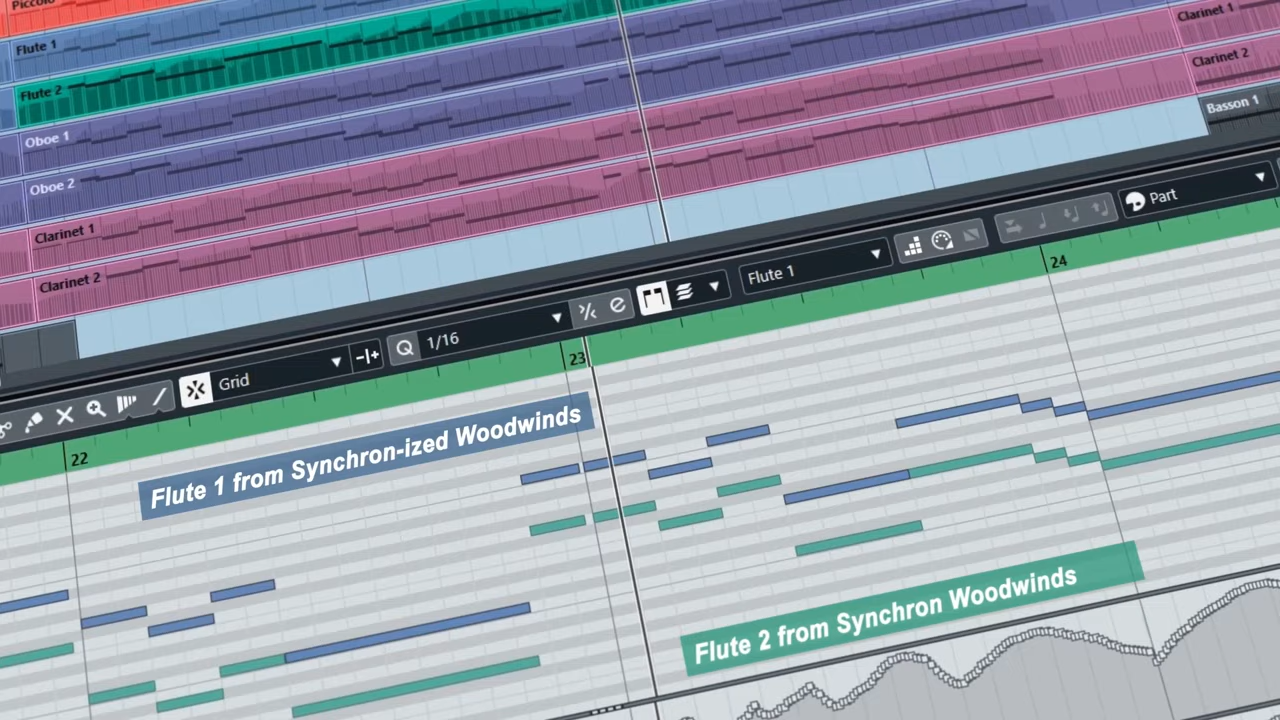 Piccolo
Flute 1
Flute 2
Oboe 1
Oboe 2
Clarinet 1
Clarinet 2
Clarinet 1
Clarinet 2
Basson 1
Part
Flute 1
1/16
Grid
22
23
24
Flute 1 from Synchron-ized Woodwinds
Flute 2 from Synchron Woodwinds